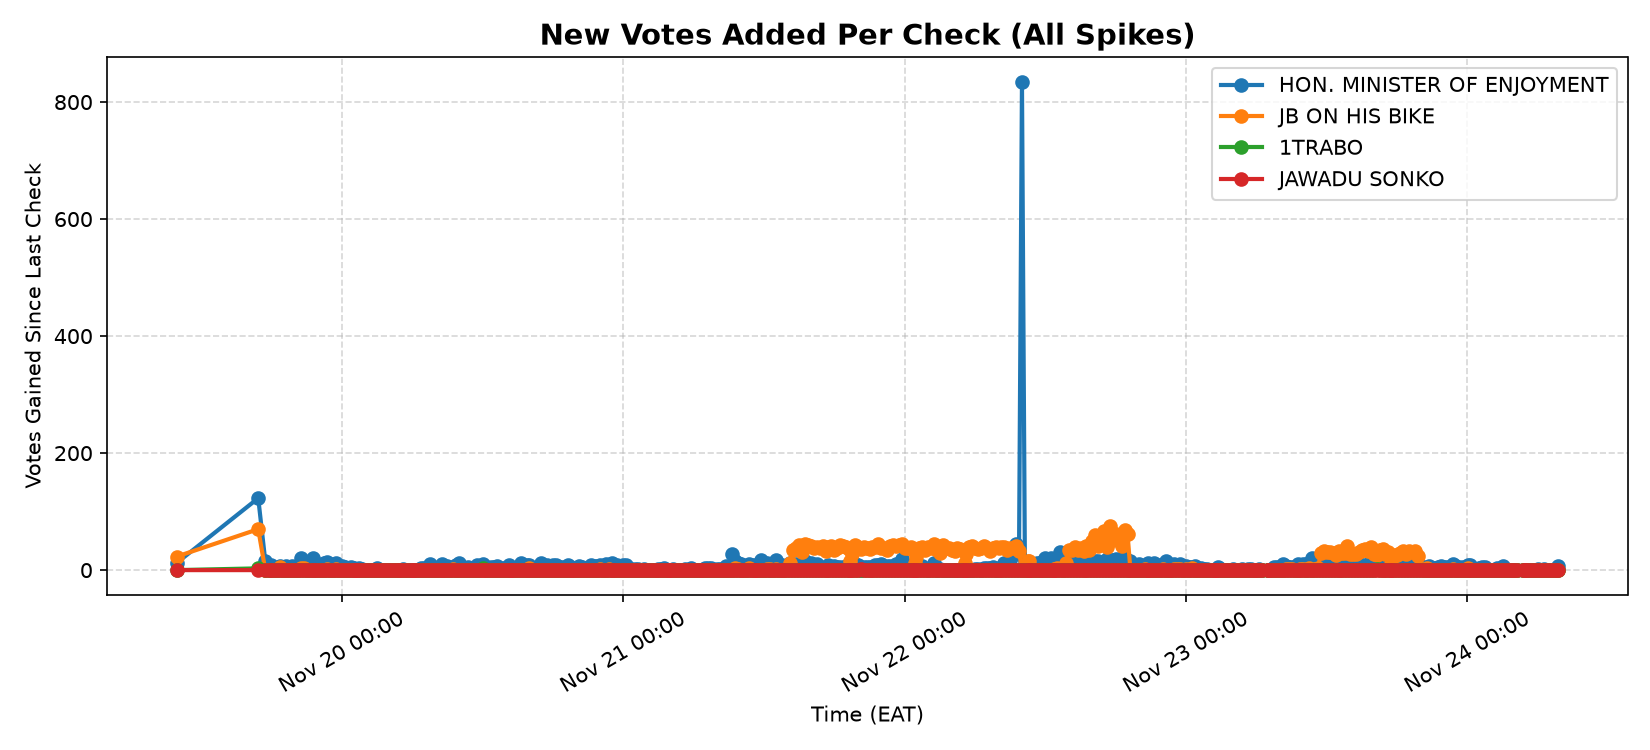 New Votes Added Per Check (All Spikes)
HON. MINISTER OF ENJOYMENT
JB ON HIS BIKE
1TRABO
JAWADU SONKO
Votes Gained Since Last Check
800
600
400
200
0
Nov 20 00:00
Nov 21 00:00
Nov 22 00:00
Nov 23 00:00
Nov 24 00:00
Time (EAT)